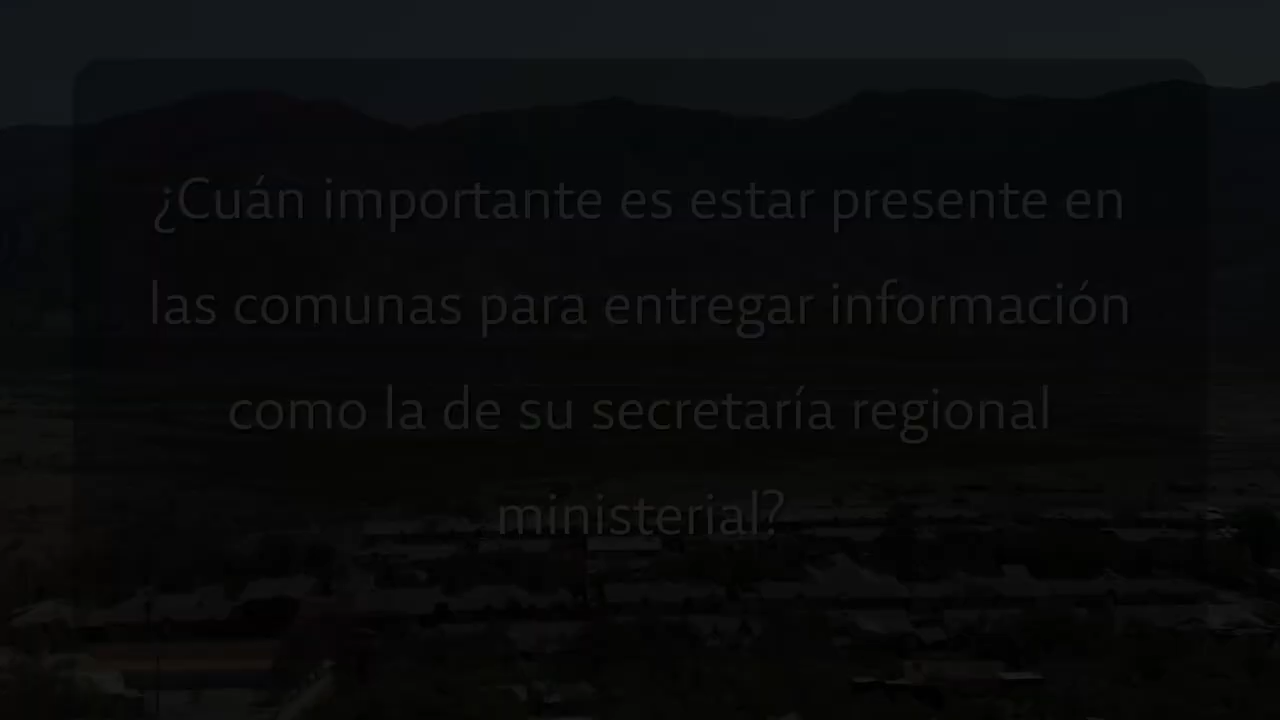 ¿Cuán importante es estar presente en
las comunas para entregar información
como la de su secretaría regional
ministerial?